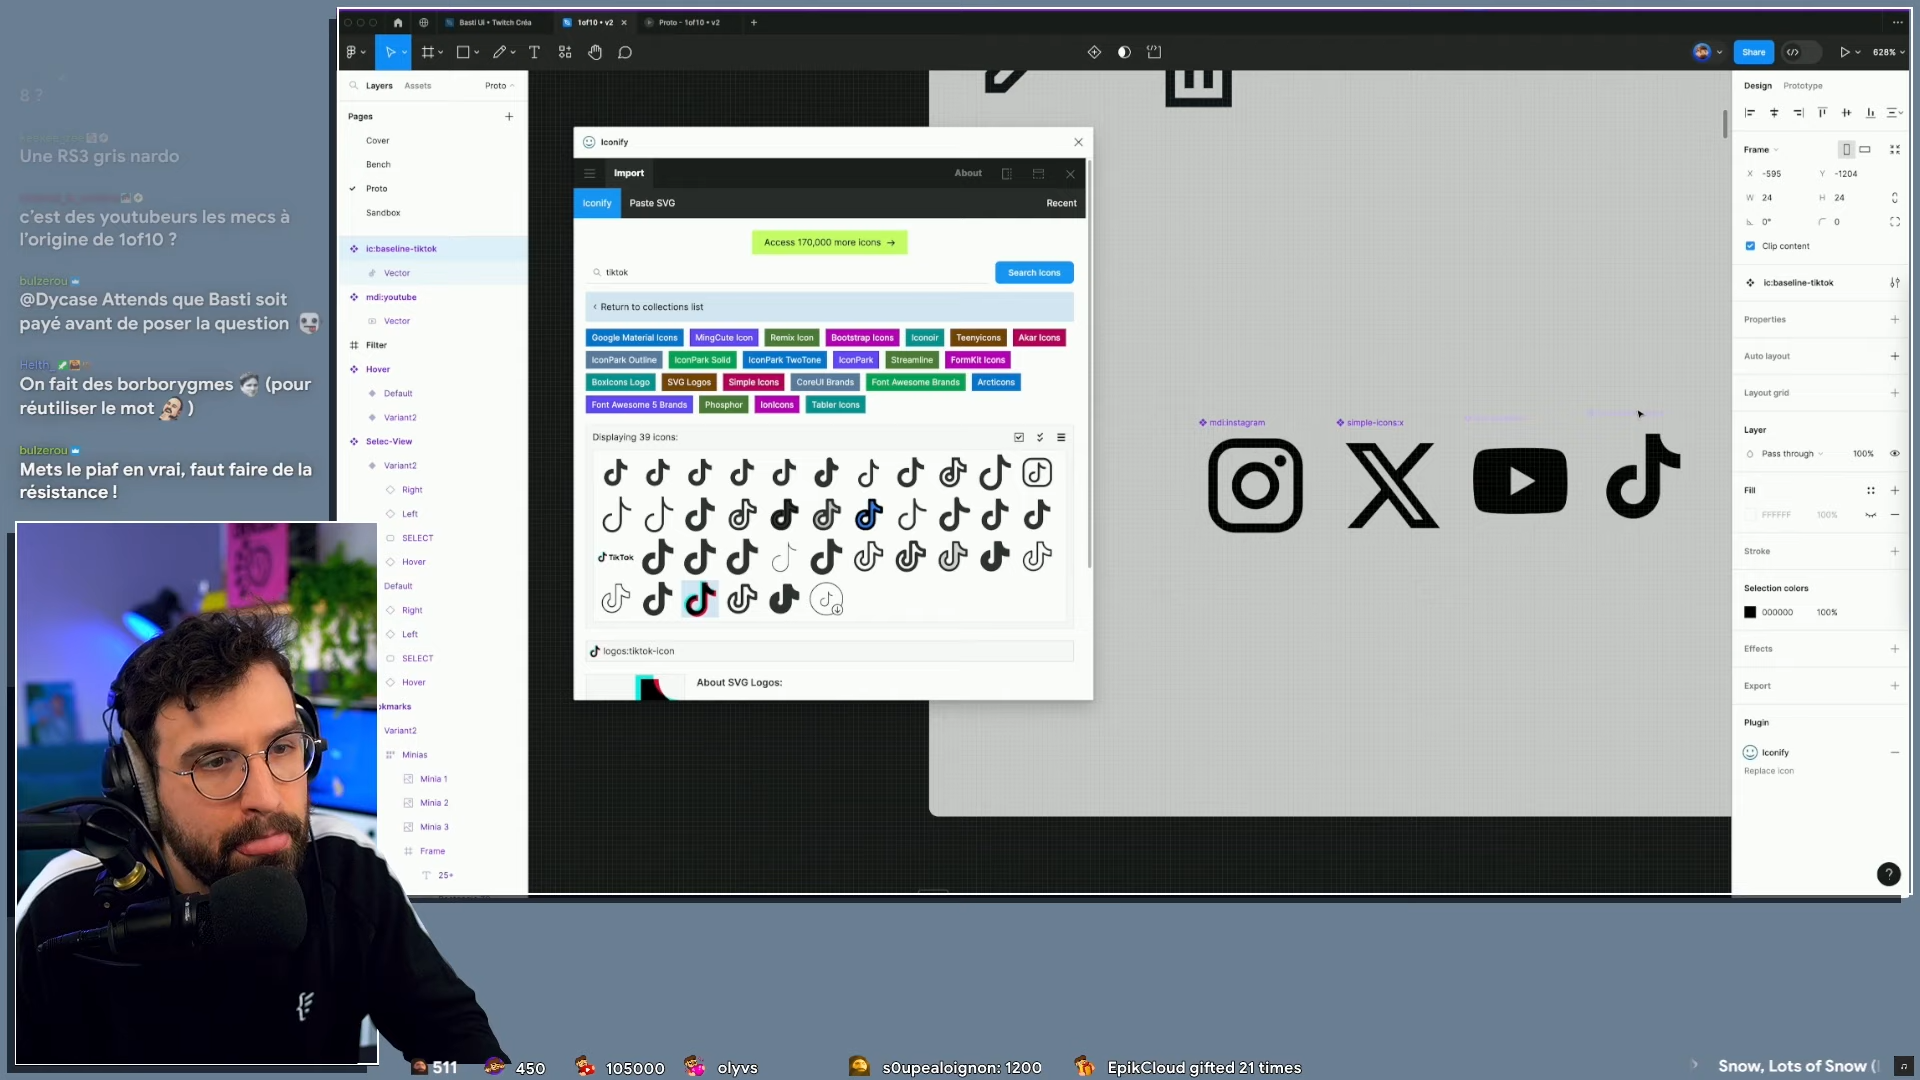 8 ?
Une RS3 gris nardo
c'est des youtubeurs les mecs à
l'origine de 1of10 ?
bulzerou
@Dycase Attends que Basti soit
payé avant de poser la question
On fait des borborygmes (pour
réutiliser le mot )
bulzerou
Mets le piaf en vrai, faut faire de la
résistance !
Basti Ui • Twitch Créa
1of10 • v2
Proto - 1of10 • v2
Share
628%
Layers
Assets
Proto
Pages
Cover
Bench
Proto
Sandbox
ic:baseline-tiktok
Vector
mdi:youtube
Vector
Filter
Hover
Default
Variant2
Selec-View
Variant2
Right
Left
SELECT
Hover
Default
Right
Left
SELECT
Hover
okmarks
Variant2
Minias
Minia 1
Minia 2
Minia 3
Frame
25+
Iconify
Import
About
Iconify
Paste SVG
Recent
Access 170,000 more icons →
tiktok
Search Icons
Return to collections list
Google Material Icons
MingCute Icon
Remix Icon
Bootstrap Icons
Iconoir
Teenyicons
Akar Icons
IconPark Outline
IconPark Solid
IconPark TwoTone
IconPark
Streamline
FormKit Icons
BoxIcons Logo
SVG Logos
Simple Icons
CoreUI Brands
Font Awesome Brands
Arcticons
Font Awesome 5 Brands
Phosphor
IonIcons
Tabler Icons
Displaying 39 icons:
TikTok
logos:tiktok-icon
About SVG Logos:
mdi:instagram
simple-icons:x
Design
Prototype
Frame
X -595
Y -1204
W 24
H 24
0°
0
Clip content
ic:baseline-tiktok
Properties
Auto layout
Layout grid
Layer
Pass through
100%
Fill
FFFFFF
100%
Stroke
Selection colors
000000
100%
Effects
Export
Plugin
Iconify
Replace icon
?
511
450
105000
olyvs
s0upealoignon: 1200
EpikCloud gifted 21 times
Snow, Lots of Snow (